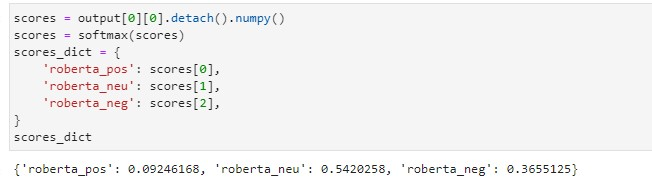 scores = output[0][0].detach().numpy()
scores = softmax(scores)
scores_dict = {
    'roberta_pos': scores[0],
    'roberta_neu': scores[1],
    'roberta_neg': scores[2],
}
scores_dict
{'roberta_pos': 0.09246168, 'roberta_neu': 0.5420258, 'roberta_neg': 0.3655125}